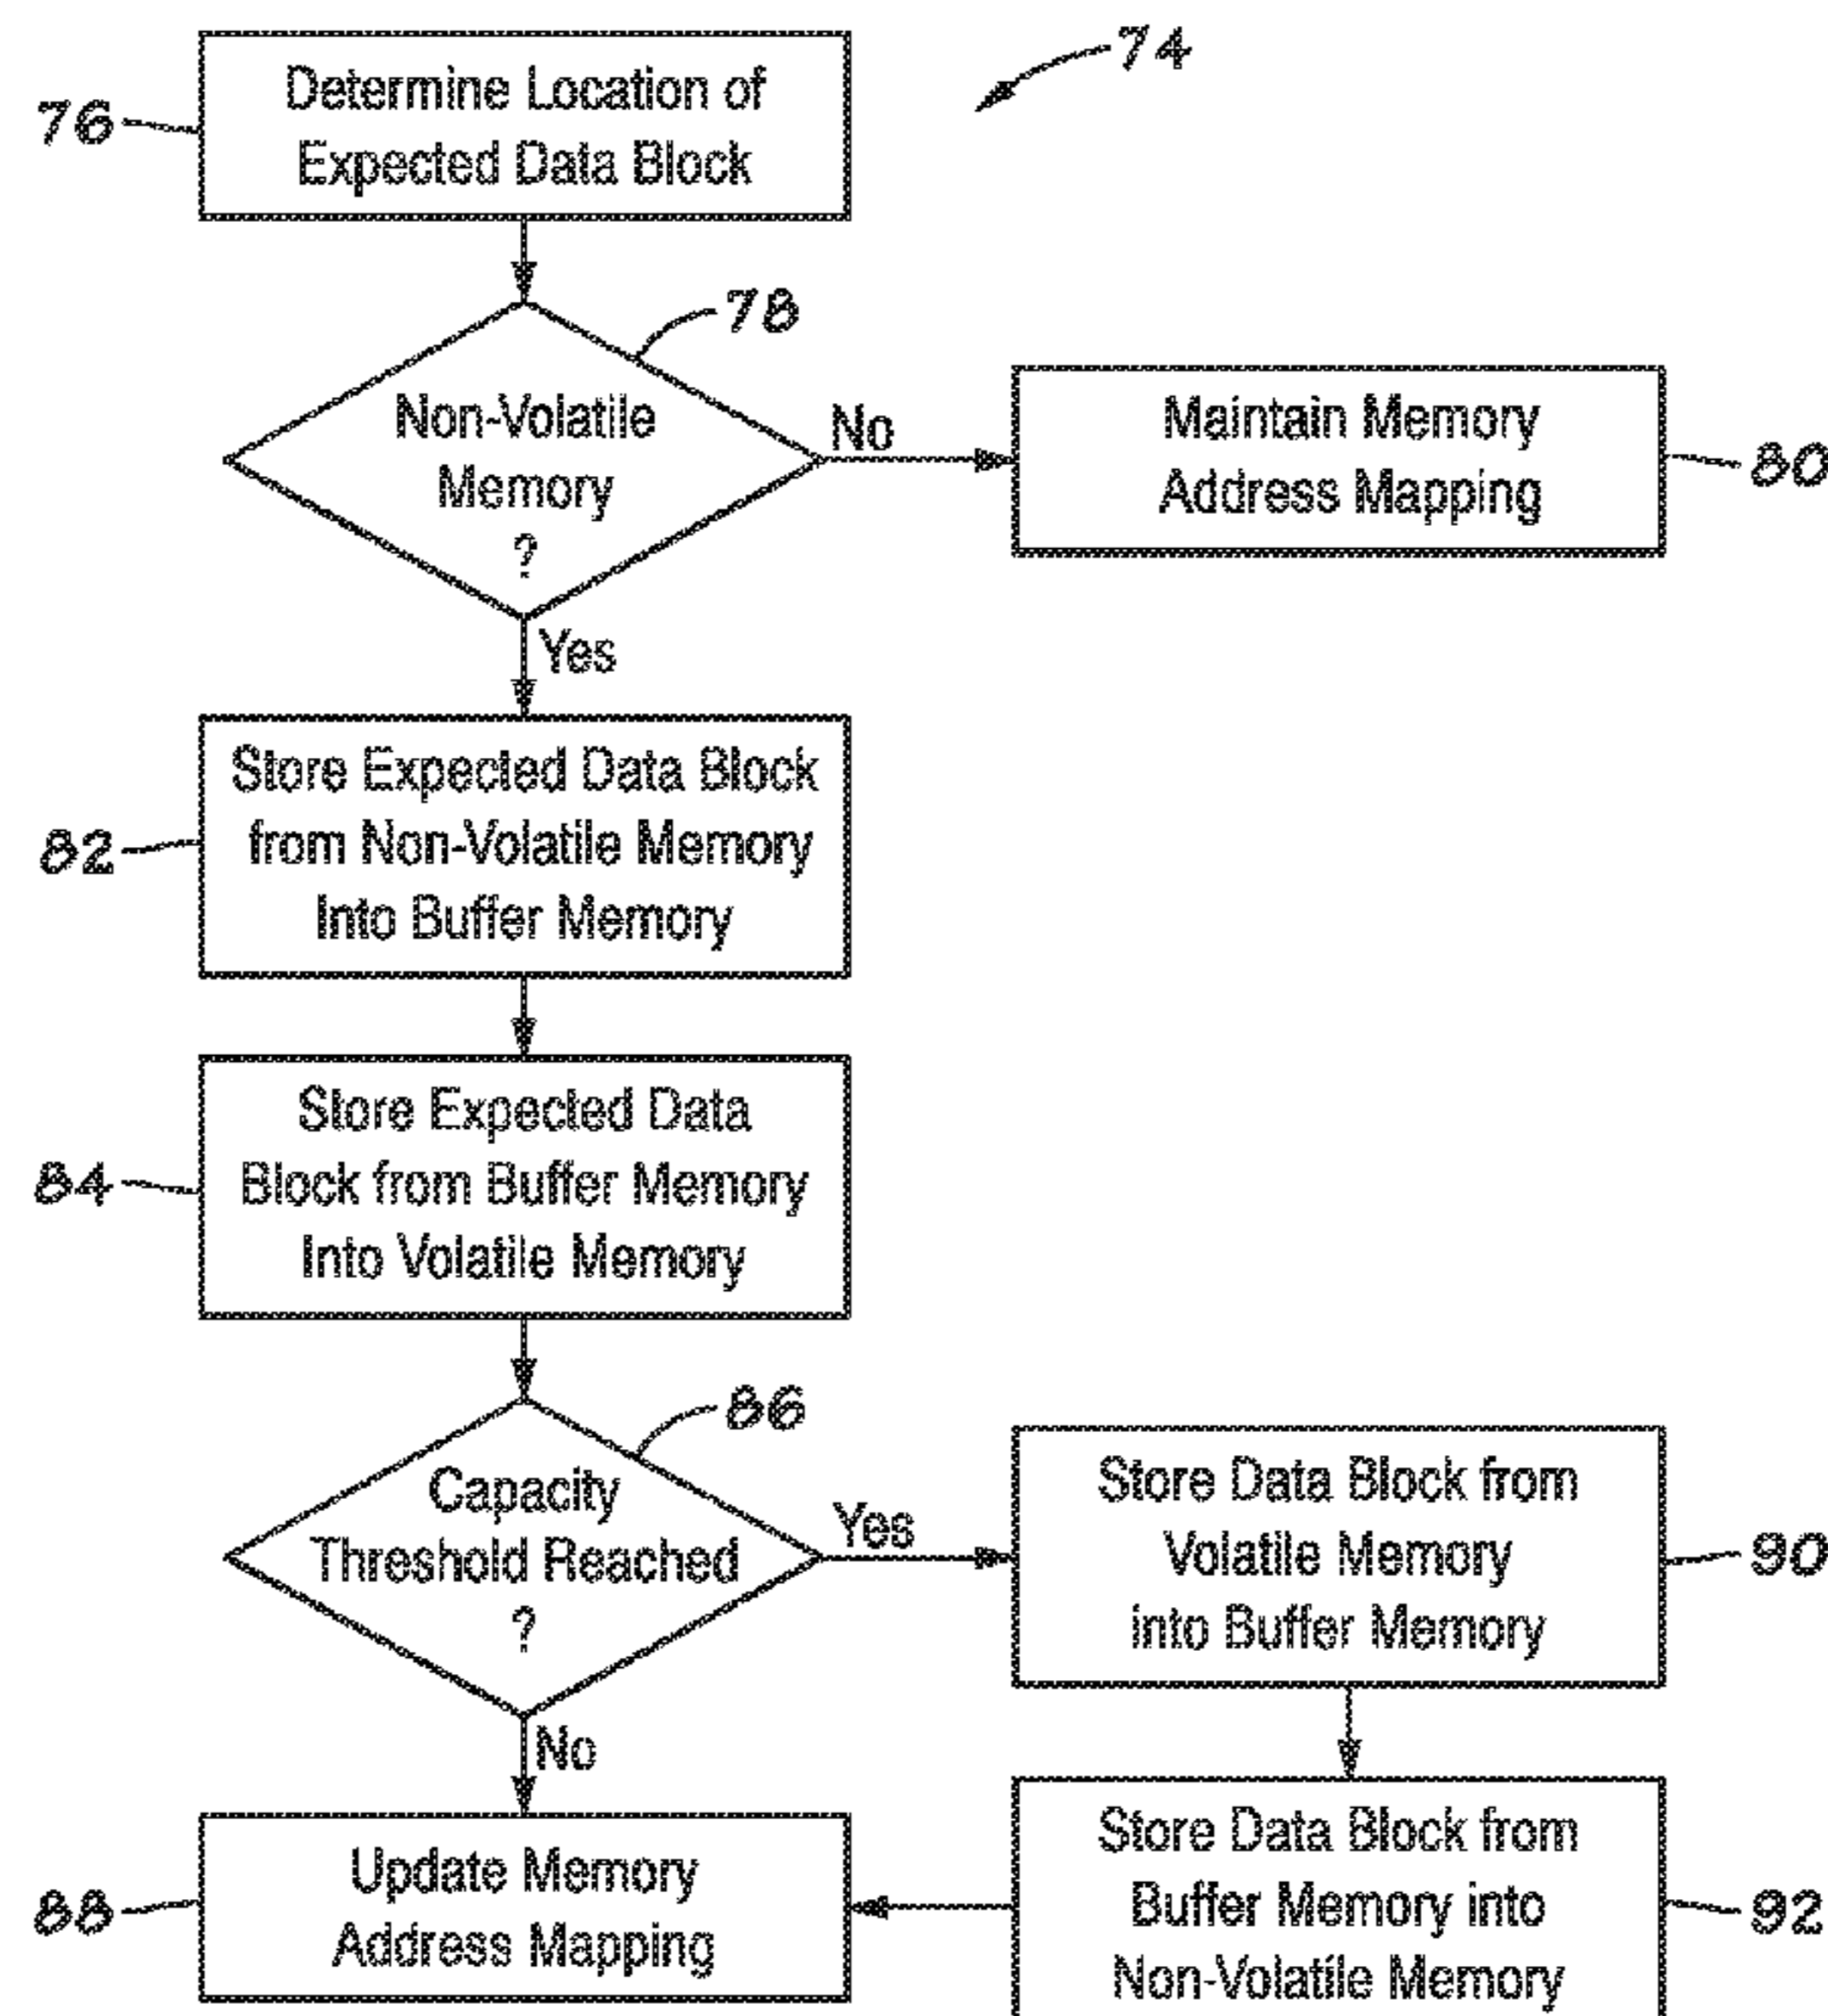 74
76
Determine Location of
Expected Data Block
78
Non-Volatile
Memory
?
No
Maintain Memory
Address Mapping
80
Yes
82
Store Expected Data Block
from Non-Volatile Memory
Into Buffer Memory
84
Store Expected Data
Block from Buffer Memory
Into Volatile Memory
86
Capacity
Threshold Reached
?
Yes
Store Data Block from
Volatile Memory
into Buffer Memory
90
No
88
Update Memory
Address Mapping
Store Data Block from
Buffer Memory into
Non-Volatile Memory
92